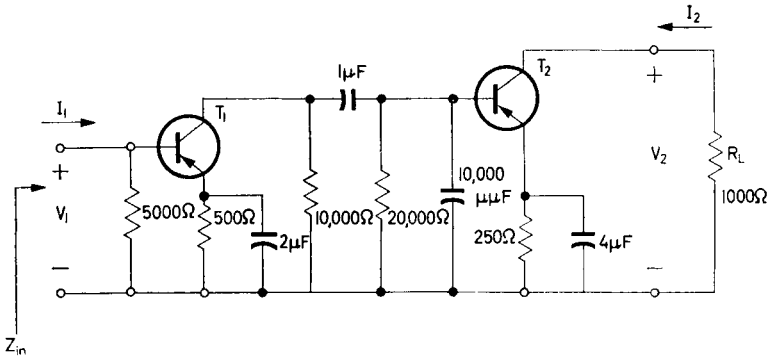 I₂
1μF
T₂
+
I₁
T₁
+
V₁
5000Ω
500Ω
2μF
10,000Ω
20,000Ω
10,000
μμF
250Ω
4μF
V₂
R_L
1000Ω
−
−
Z_in